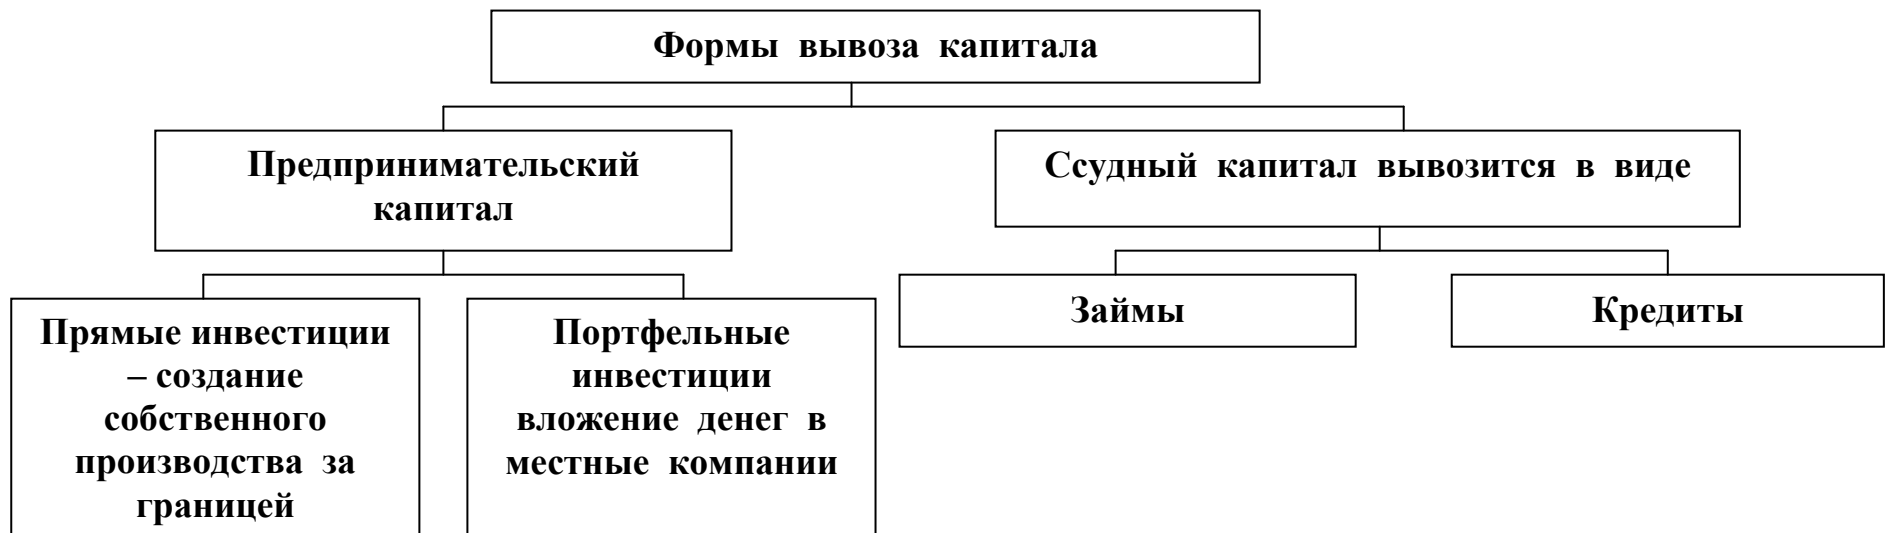 Формы вывоза капитала
Предпринимательский
капитал
Ссудный капитал вывозится в виде
Прямые инвестиции
– создание
собственного
производства за
границей
Портфельные
инвестиции
вложение денег в
местные компании
Займы
Кредиты